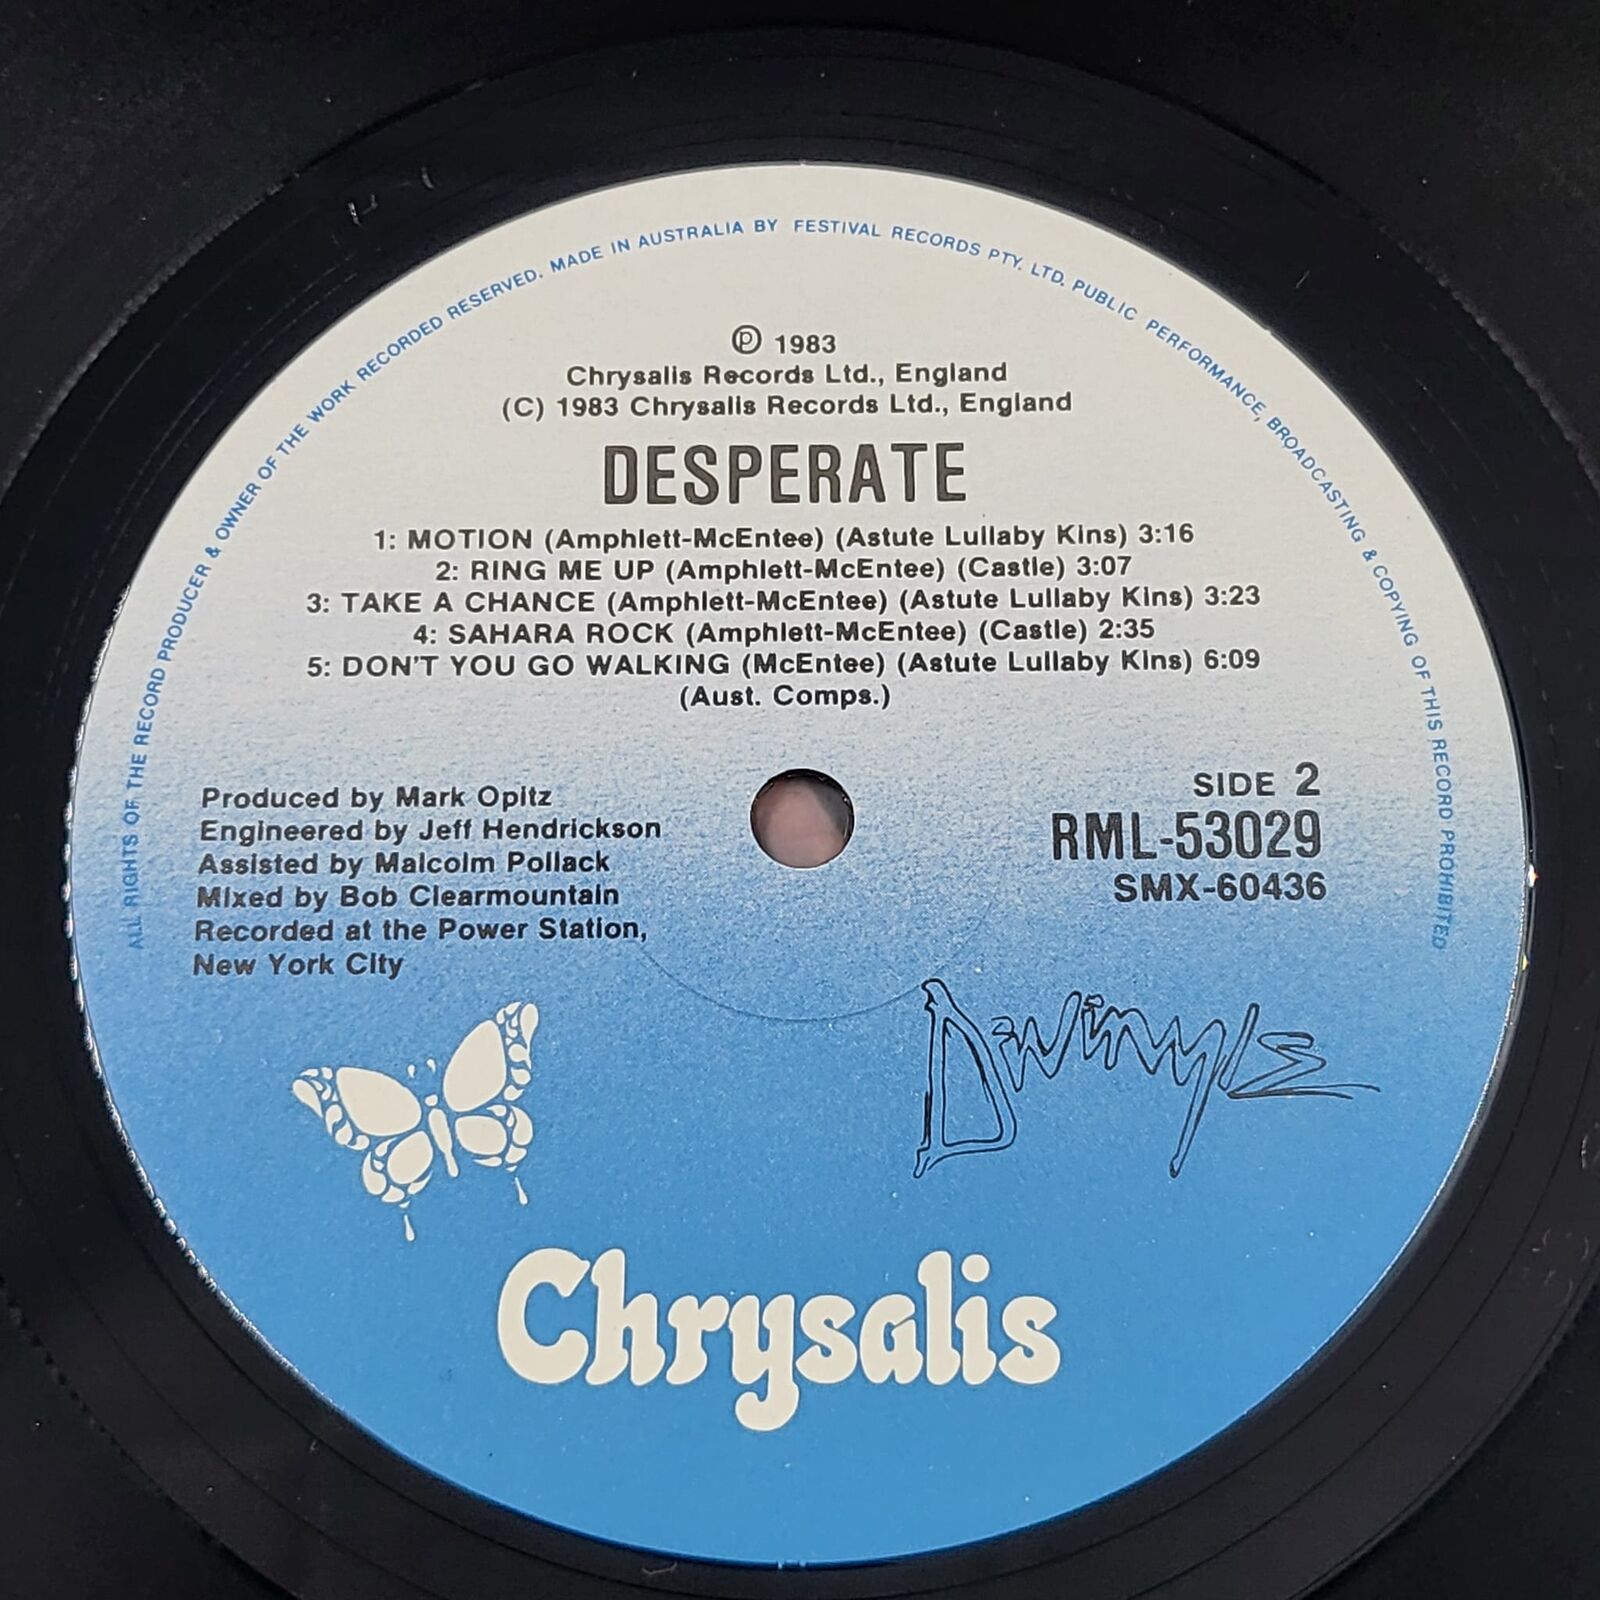 ALL RIGHTS OF THE RECORD PRODUCER & OWNER OF THE WORK RECORDED RESERVED. MADE IN AUSTRALIA BY FESTIVAL RECORDS PTY. LTD. PUBLIC PERFORMANCE, BROADCASTING & COPYING OF THIS RECORD PROHIBITED
℗ 1983
Chrysalis Records Ltd., England
(C) 1983 Chrysalis Records Ltd., England
DESPERATE
1: MOTION (Amphlett-McEntee) (Astute Lullaby Kins) 3:16
2: RING ME UP (Amphlett-McEntee) (Castle) 3:07
3: TAKE A CHANCE (Amphlett-McEntee) (Astute Lullaby Kins) 3:23
4: SAHARA ROCK (Amphlett-McEntee) (Castle) 2:35
5: DON'T YOU GO WALKING (McEntee) (Astute Lullaby Kins) 6:09
(Aust. Comps.)
Produced by Mark Opitz
Engineered by Jeff Hendrickson
Assisted by Malcolm Pollack
Mixed by Bob Clearmountain
Recorded at the Power Station,
New York City
SIDE 2
RML-53029
SMX-60436
Divinyls
Chrysalis